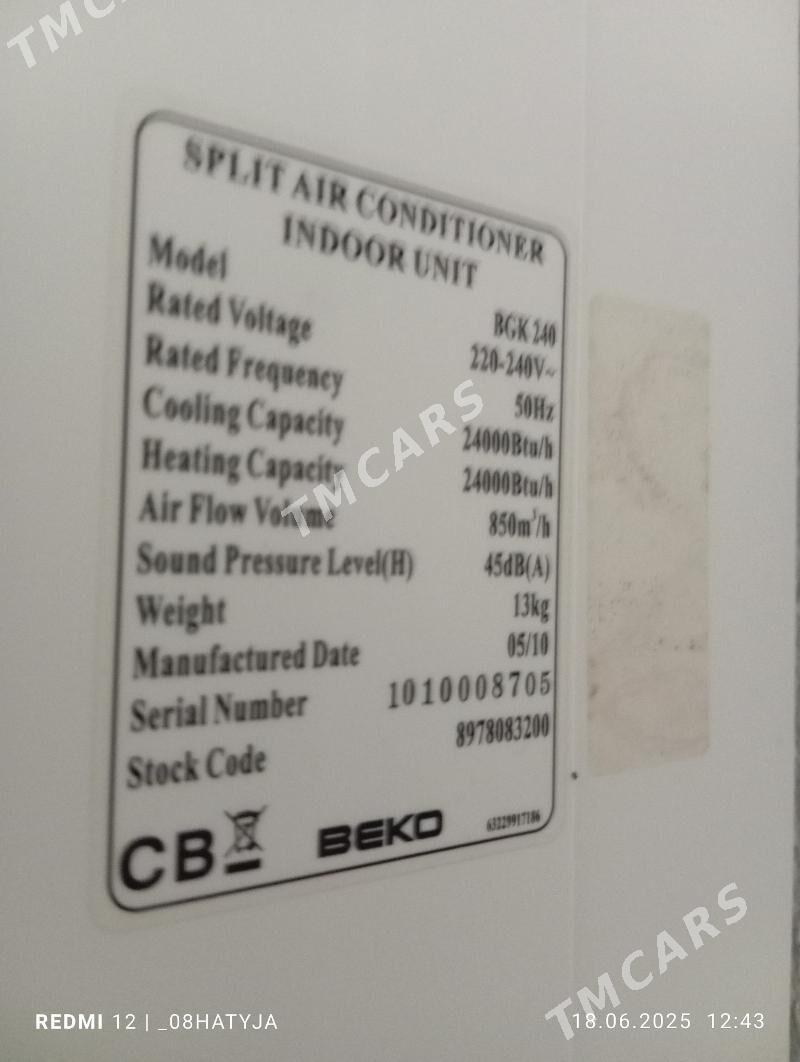 TMCARS
SPLIT AIR CONDITIONER
INDOOR UNIT
Model BGK 240
Rated Voltage 220-240V~
Rated Frequency 50Hz
Cooling Capacity 24000Btu/h
Heating Capacity 24000Btu/h
Air Flow Volume 850m³/h
TMCARS
Sound Pressure Level(H) 45dB(A)
Weight 13kg
Manufactured Date 05/10
Serial Number 1010008705
Stock Code 8978083200
CB BEKO 63229917186
TMCARS
REDMI 12 | _08HATYJA 18.06.2025 12:43